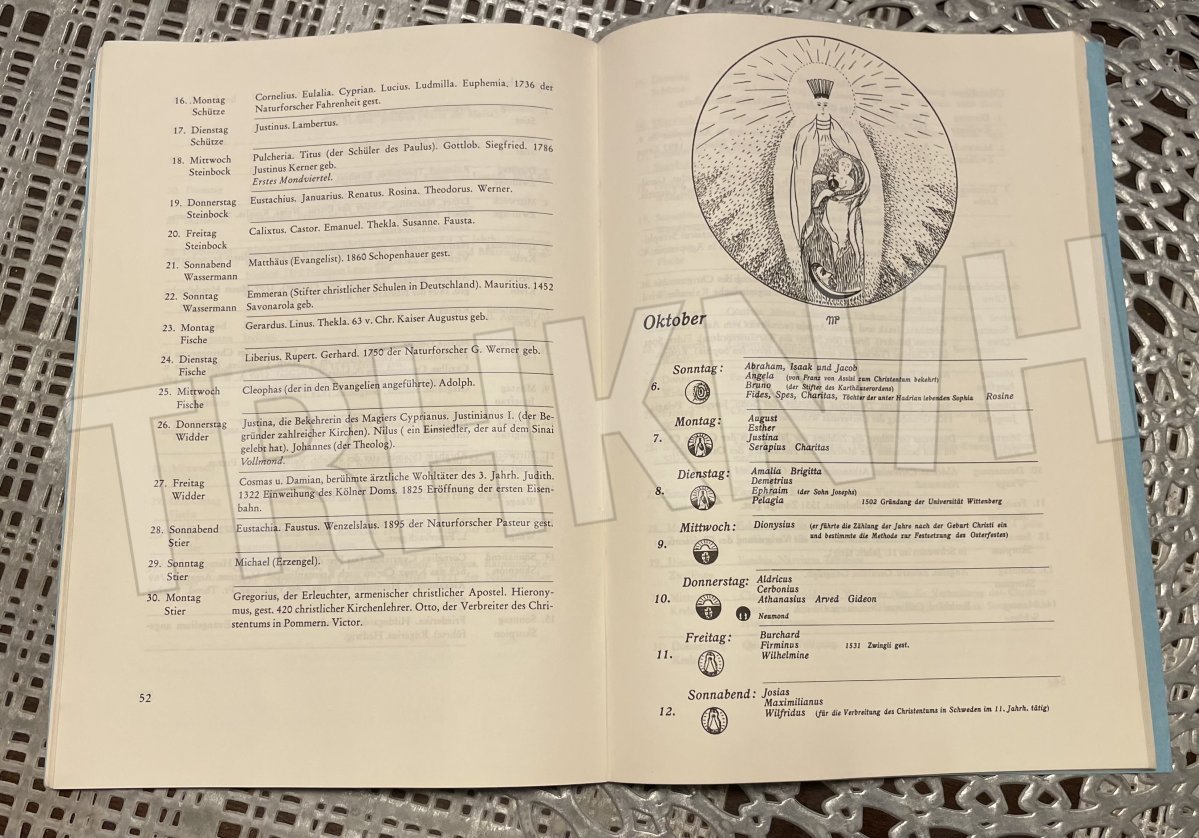 16. Montag Cornelius. Eulalia. Cyprian. Lucius. Ludmilla. Euphemia. 1736 der
Schütze Naturforscher Fahrenheit gest.
17. Dienstag Justinus. Lambertus.
Schütze
18. Mittwoch Pulcheria. Titus (der Schüler des Paulus). Gottlob. Siegfried. 1786
Steinbock Justinus Kerner geb.
Erstes Mondviertel.
19. Donnerstag Eustachius. Januarius. Renatus. Rosina. Theodorus. Werner.
Steinbock
20. Freitag Calixtus. Castor. Emanuel. Thekla. Susanne. Fausta.
Steinbock
21. Sonnabend Matthäus (Evangelist). 1860 Schopenhauer gest.
Wassermann
22. Sonntag Emmeran (Stifter christlicher Schulen in Deutschland). Mauritius. 1452
Wassermann Savonarola geb.
23. Montag Gerardus. Linus. Thekla. 63 v. Chr. Kaiser Augustus geb.
Fische
24. Dienstag Liberius. Rupert. Gerhard. 1750 der Naturforscher G. Werner geb.
Fische
25. Mittwoch Cleophas (der in den Evangelien angeführte). Adolph.
Fische
26. Donnerstag Justina, die Bekehrerin des Magiers Cyprianus. Justinianus I. (der Be-
Widder gründer zahlreicher Kirchen). Nilus ( ein Einsiedler, der auf dem Sinai
gelebt hat). Johannes (der Theolog).
Vollmond.
27. Freitag Cosmas u. Damian, berühmte ärztliche Wohltäter des 3. Jahrh. Judith.
Widder 1322 Einweihung des Kölner Doms. 1825 Eröffnung der ersten Eisen-
bahn.
28. Sonnabend Eustachia. Faustus. Wenzelslaus. 1895 der Naturforscher Pasteur gest.
Stier
29. Sonntag Michael (Erzengel).
Stier
30. Montag Gregorius, der Erleuchter, armenischer christlicher Apostel. Hierony-
Stier mus, gest. 420 christlicher Kirchenlehrer. Otto, der Verbreiter des Chri-
stentums in Pommern. Victor.
52
Oktober ♍
Sonntag: Abraham, Isaak und Jacob
6. Angela (von Franz von Assisi zum Christentum bekehrt)
Bruno (der Stifter des Karthäuserordens)
Fides, Spes, Charitas, Töchter der unter Hadrian lebenden Sophia Rosine
Montag: August
Esther
7. Justina
Serapius Charitas
Dienstag: Amalia Brigitta
Demetrius
8. Ephraim (der Sohn Josephs)
Pelagia 1502 Gründung der Universität Wittenberg
Mittwoch: Dionysius (er führte die Zählung der Jahre nach der Geburt Christi ein
und bestimmte die Methode zur Festsetzung des Osterfestes)
9.
Donnerstag: Aldricus
Cerbonius
10. Athanasius Arved Gideon
Neumond
Freitag: Burchard
Firminus 1531 Zwingli gest.
11. Wilhelmine
Sonnabend: Josias
Maximilianus
12. Wilfridus (für die Verbreitung des Christentums in Schweden im 11. Jahrh. tätig)
TRHKNVH